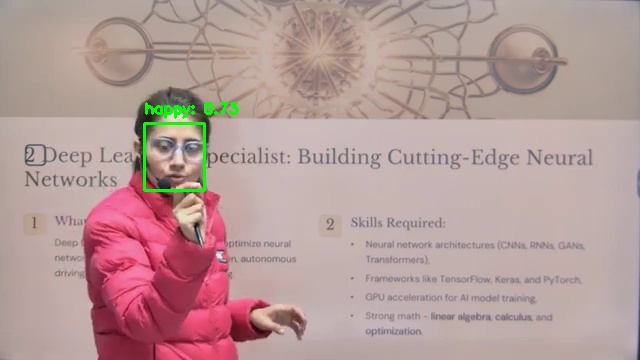 happy: 0.73
2 Deep Lea pecialist: Building Cutting-Edge Neural
Networks
1
Deep optimize neural
netwo n, autonomous
driving
2 Skills Required:
• Neural network architectures (CNNs, RNNs, GANs,
Transformers).
• Frameworks like TensorFlow, Keras, and PyTorch.
• GPU acceleration for AI model training.
• Strong math – linear algebra, calculus, and
optimization.